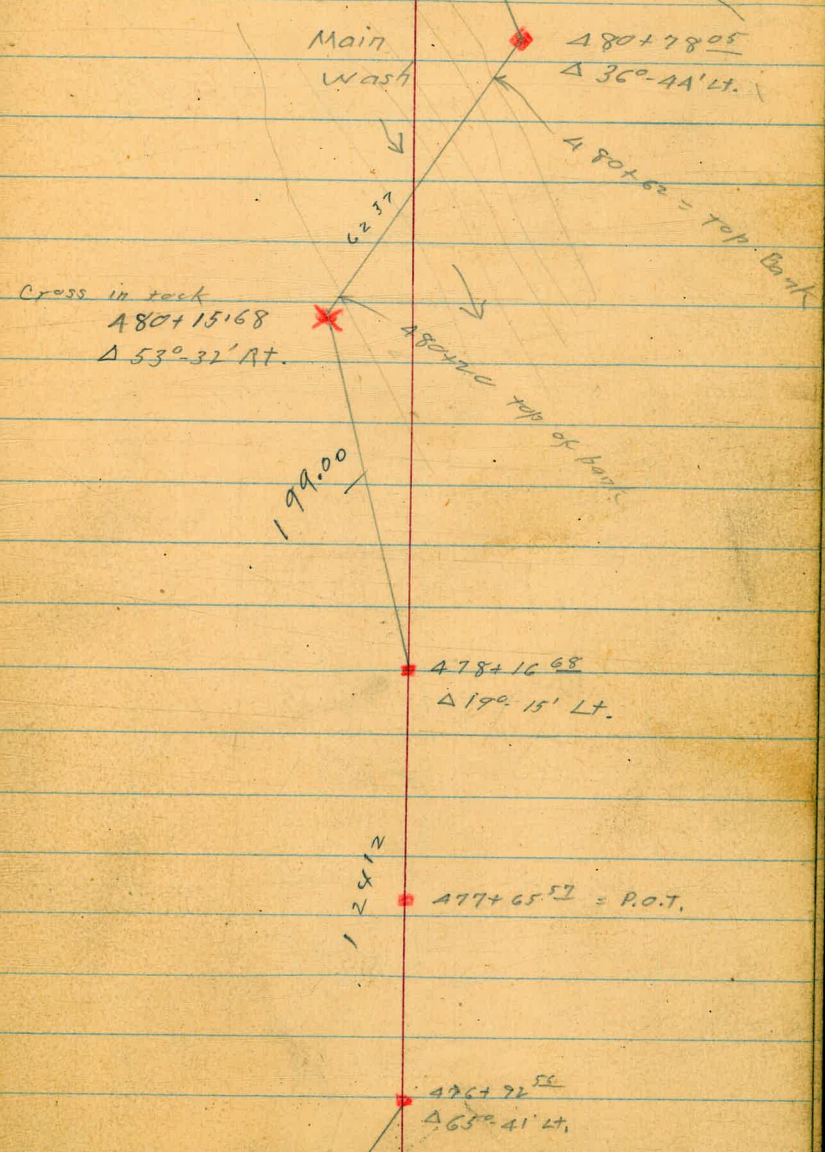 Main
Wash
480+78 05
Δ 36°-44' Lt.
480+62 = top Bank
62 37
Cross in rock
480+15.68
Δ 53°-32' Rt.
480+20 top of bank
199.00
478+16 68
Δ 19°-15' Lt.
124 12
477+65 57 = P.O.T.
476+92 56
Δ 65°-41' Lt.